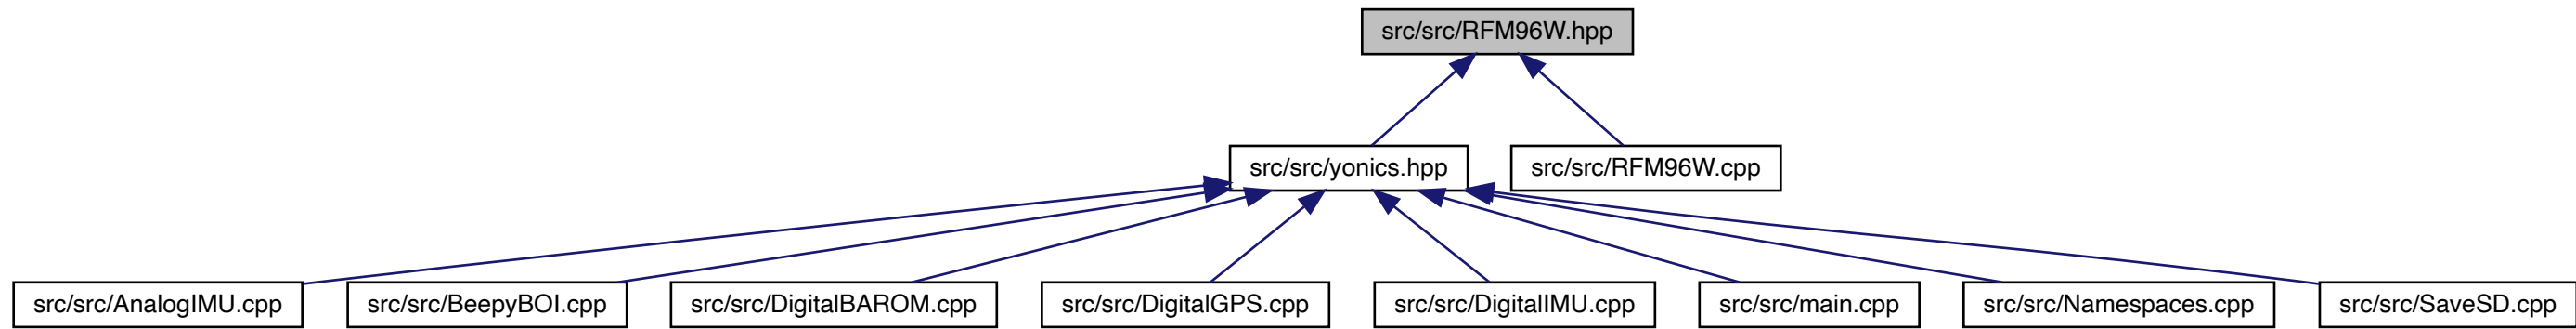 src/src/RFM96W.hpp
src/src/yonics.hpp
src/src/RFM96W.cpp
src/src/AnalogIMU.cpp
src/src/BeepyBOI.cpp
src/src/DigitalBAROM.cpp
src/src/DigitalGPS.cpp
src/src/DigitalIMU.cpp
src/src/main.cpp
src/src/Namespaces.cpp
src/src/SaveSD.cpp